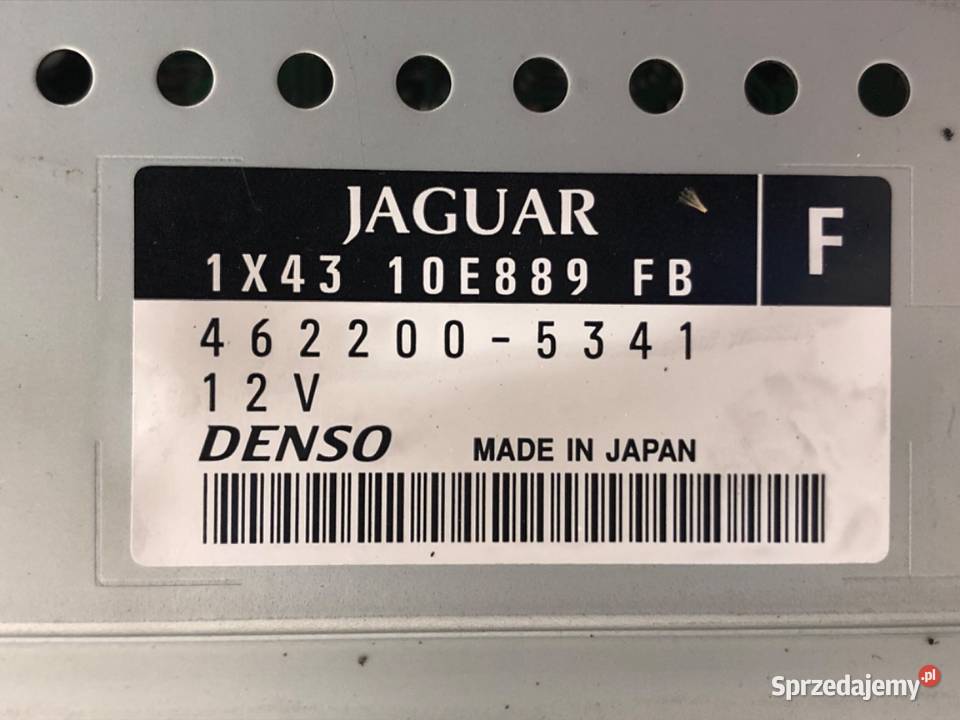 JAGUAR
1X43 10E889 FB
F
462200-5341
12V
DENSO MADE IN JAPAN
Sprzedajemy.pl